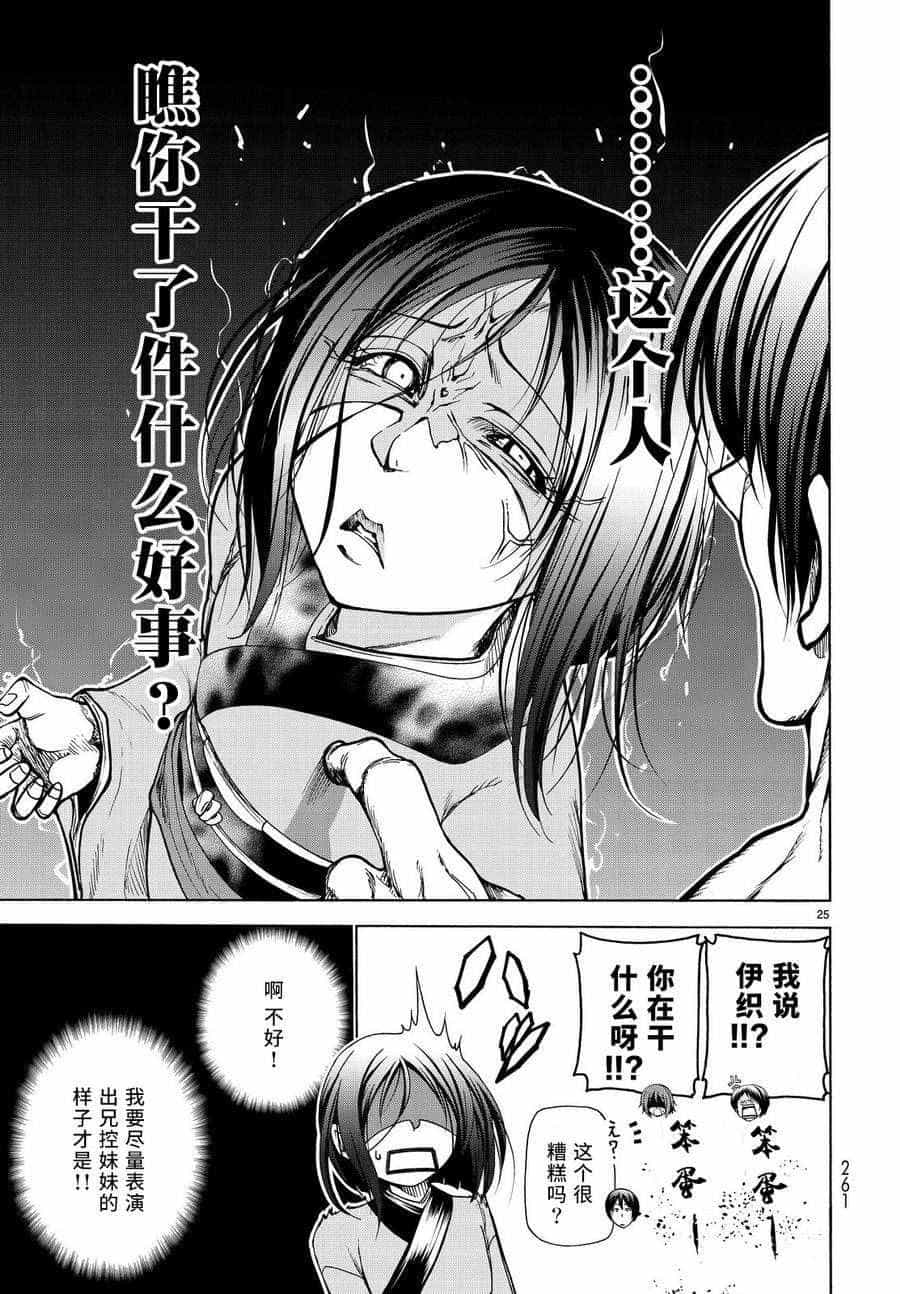 ………………这个人
瞧你干了件什么好事？
25
我说
伊织
!!?
你在干
什么呀
!!?
笨蛋——
笨蛋——
え？
这个很
糟糕吗？
啊 不好！
我要尽量表演
出兄控妹妹的
样子才是!!
261